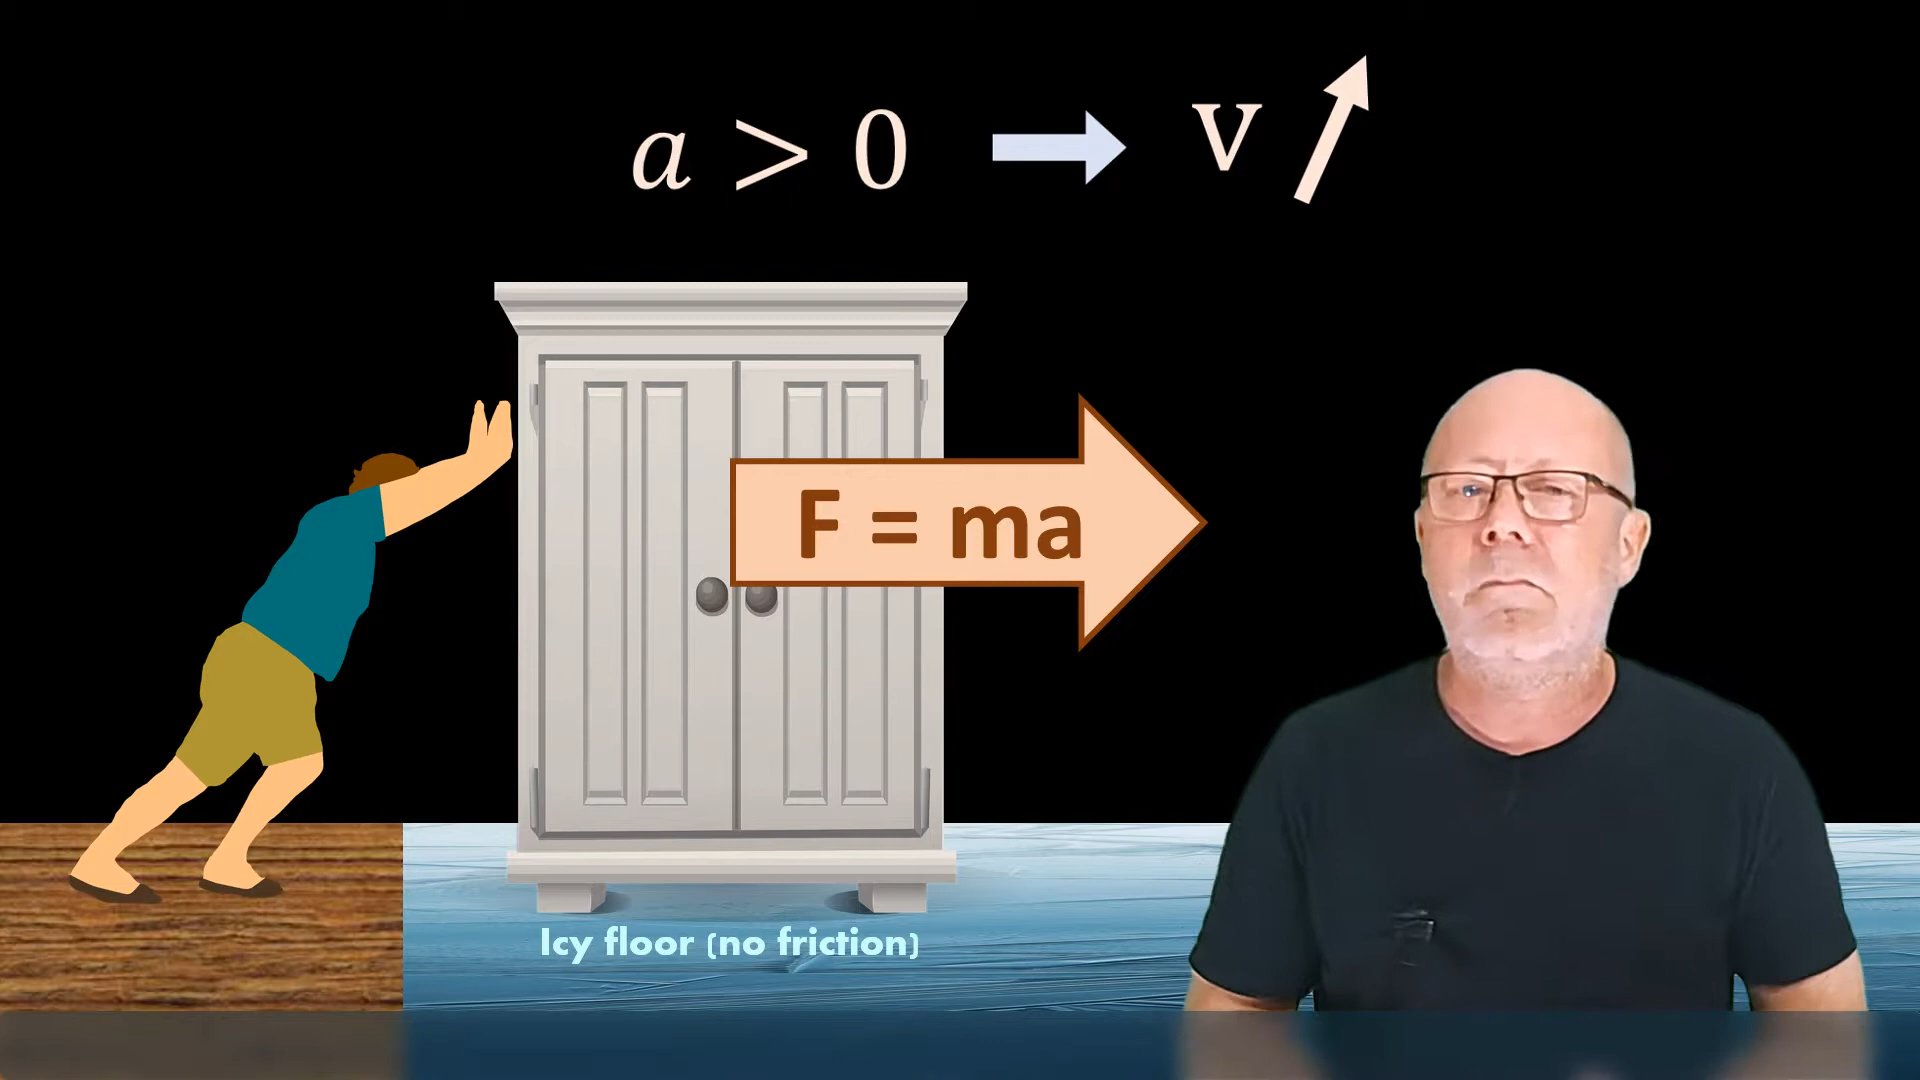 a > 0 v
F = ma
Icy floor (no friction)